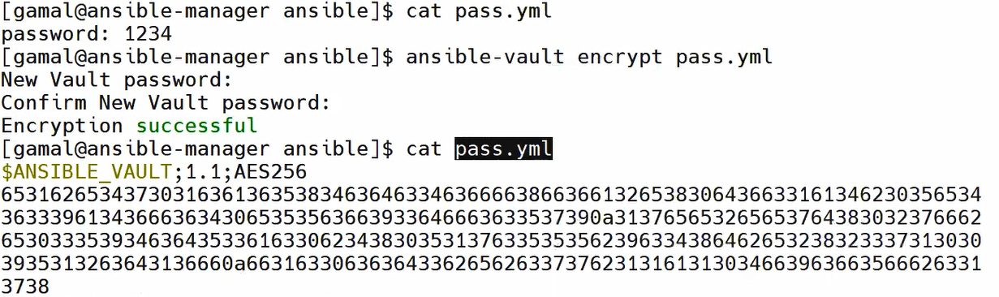 [gamal@ansible-manager ansible]$ cat pass.yml
password: 1234
[gamal@ansible-manager ansible]$ ansible-vault encrypt pass.yml
New Vault password:
Confirm New Vault password:
Encryption successful
[gamal@ansible-manager ansible]$ cat pass.yml
$ANSIBLE_VAULT;1.1;AES256
65316265343730316361363538346364633463666638663661326538306436633161346230356534
3633396134366636343065353563663933646663633537390a313765653265653764383032376662
65303335393463643533616330623438303531376335353562396334386462653238323337313030
3935313263643136660a663163306363643362656263373762313161313034663963663566626331
3738